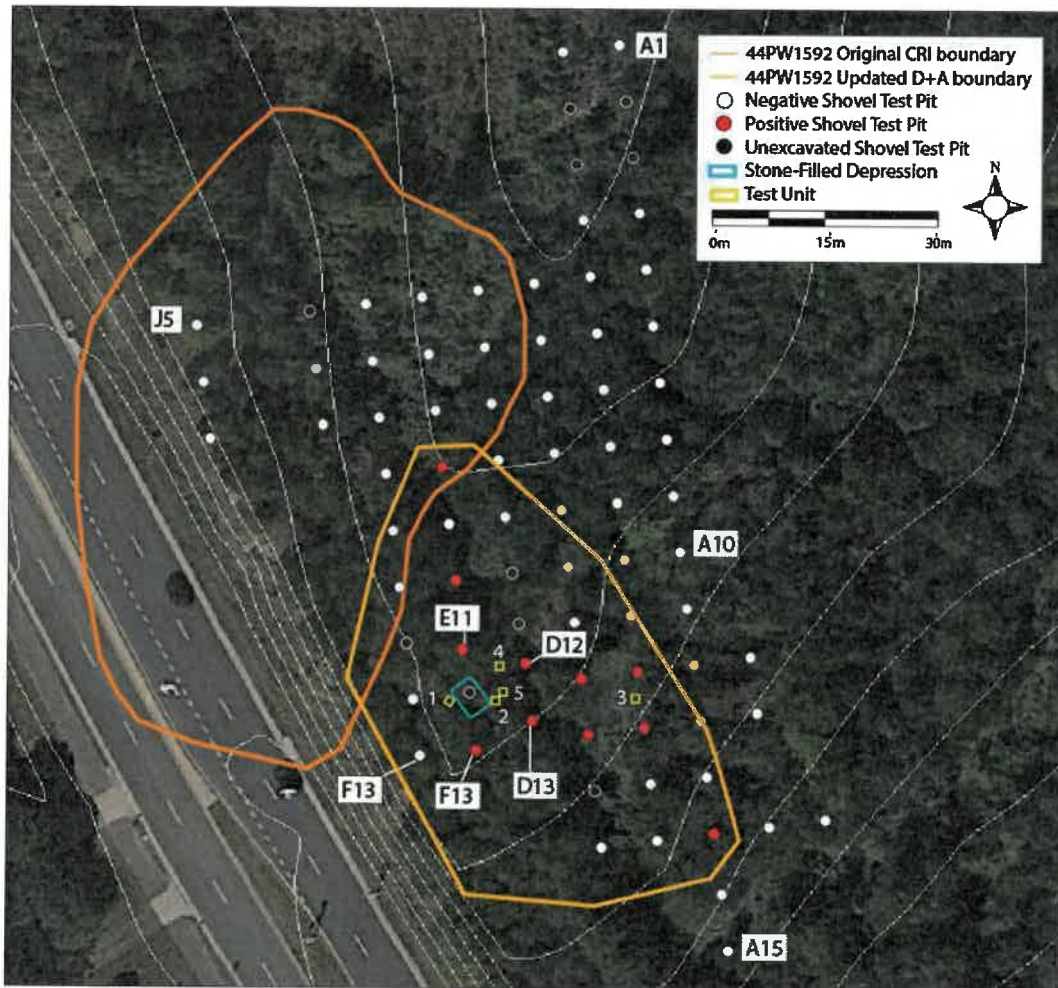 A1
44PW1592 Original CRI boundary
44PW1592 Updated D+A boundary
Negative Shovel Test Pit
Positive Shovel Test Pit
Unexcavated Shovel Test Pit
Stone-Filled Depression
Test Unit
N
0m 15m 30m
J5
A10
E11
D12
4
1
5
2
3
F13
F13
D13
A15